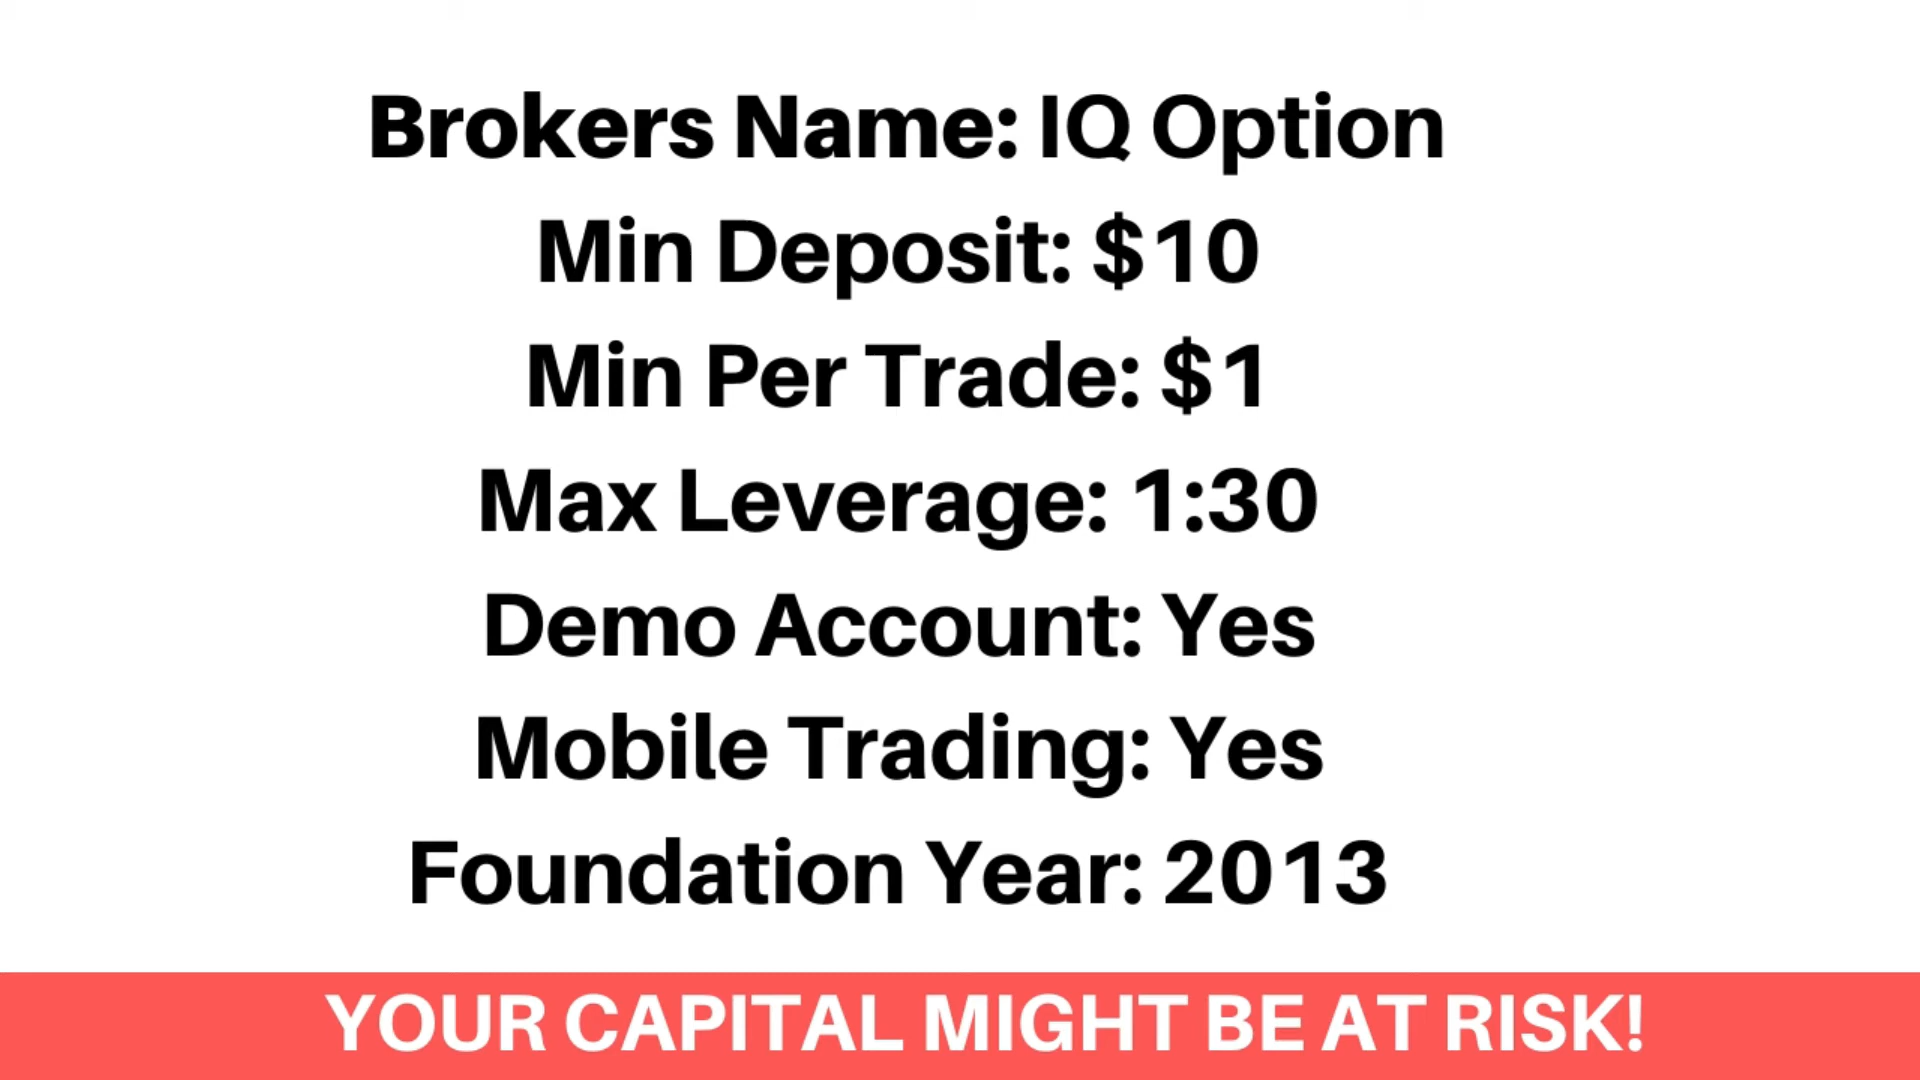 Brokers Name: IQ Option
Min Deposit: $10
Min Per Trade: $1
Max Leverage: 1:30
Demo Account: Yes
Mobile Trading: Yes
Foundation Year: 2013
YOUR CAPITAL MIGHT BE AT RISK!